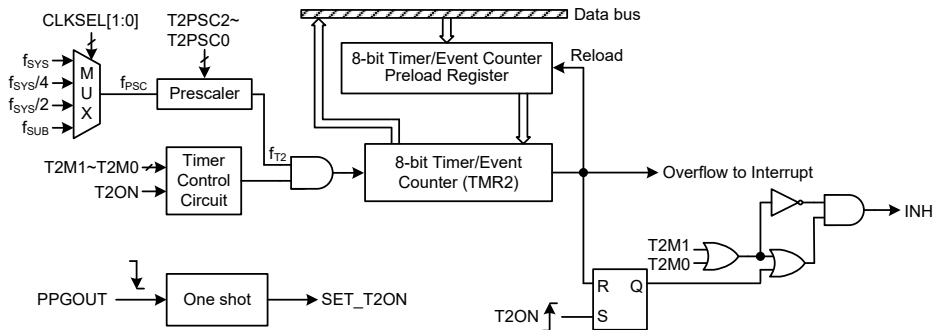 CLKSEL[1:0]
T2PSC2~
T2PSC0
Data bus
fSYS
fSYS/4
fSYS/2
fSUB
M
U
X
fPSC
Prescaler
8-bit Timer/Event Counter
Preload Register
Reload
T2M1~T2M0
T2ON
Timer
Control
Circuit
fT2
8-bit Timer/Event
Counter (TMR2)
Overflow to Interrupt
INH
T2M1
T2M0
PPGOUT
One shot
SET_T2ON
R
Q
S
T2ON